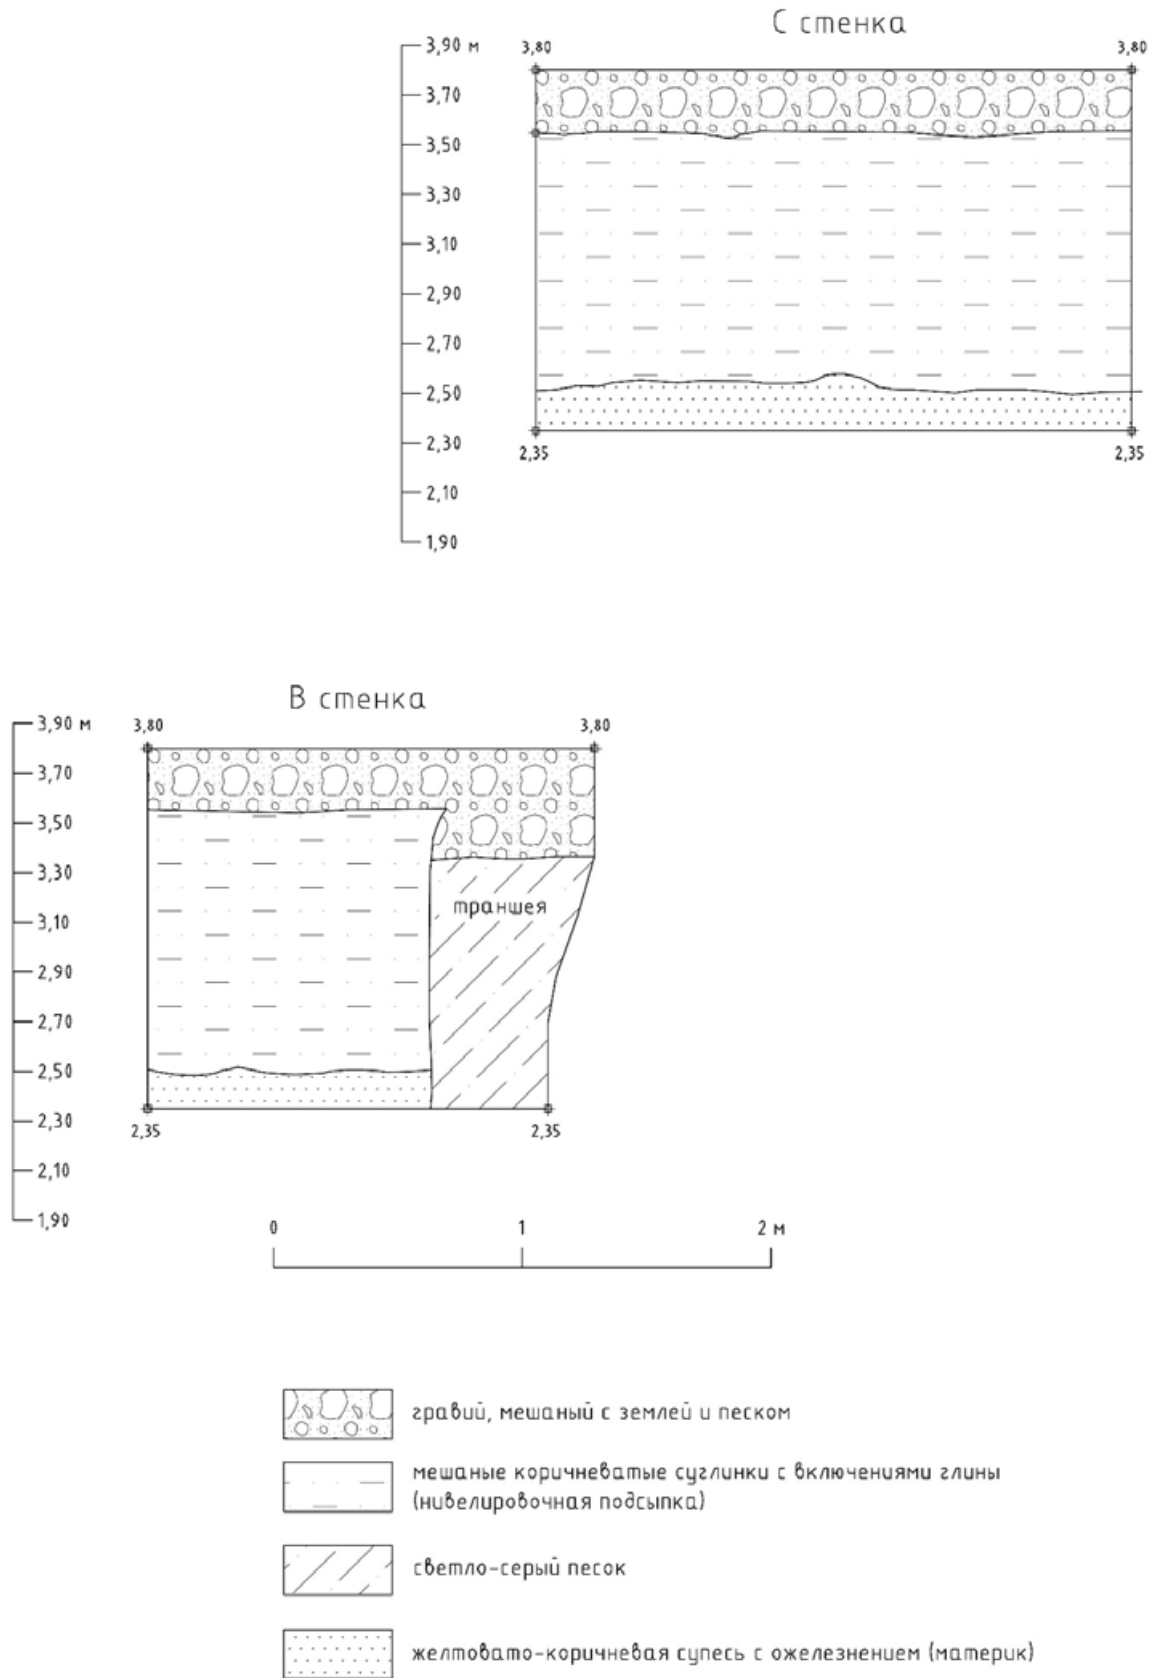 С стенка
3,90 м
3,80
3,80
3,70
3,50
3,30
3,10
2,90
2,70
2,50
2,30
2,35
2,35
2,10
1,90
В стенка
3,90 м
3,80
3,80
3,70
3,50
3,30
3,10
траншея
2,90
2,70
2,50
2,30
2,35
2,35
2,10
1,90
0
1
2 м
гравий, мешаный с землей и песком
мешаные коричневатые суглинки с включениями глины
(нивелировочная подсыпка)
светло-серый песок
желтовато-коричневая супесь с ожелезнением (материк)